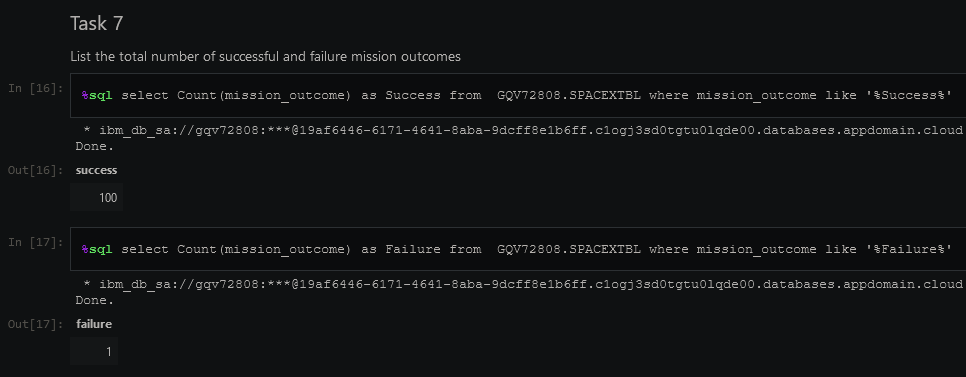 Task 7
List the total number of successful and failure mission outcomes
In [16]: %sql select Count(mission_outcome) as Success from  GQV72808.SPACEXTBL where mission_outcome like '%Success%'
* ibm_db_sa://gqv72808:***@19af6446-6171-4641-8aba-9dcff8e1b6ff.c1ogj3sd0tgtu0lqde00.databases.appdomain.cloud
Done.
Out[16]: success
100
In [17]: %sql select Count(mission_outcome) as Failure from  GQV72808.SPACEXTBL where mission_outcome like '%Failure%'
* ibm_db_sa://gqv72808:***@19af6446-6171-4641-8aba-9dcff8e1b6ff.c1ogj3sd0tgtu0lqde00.databases.appdomain.cloud
Done.
Out[17]: failure
1